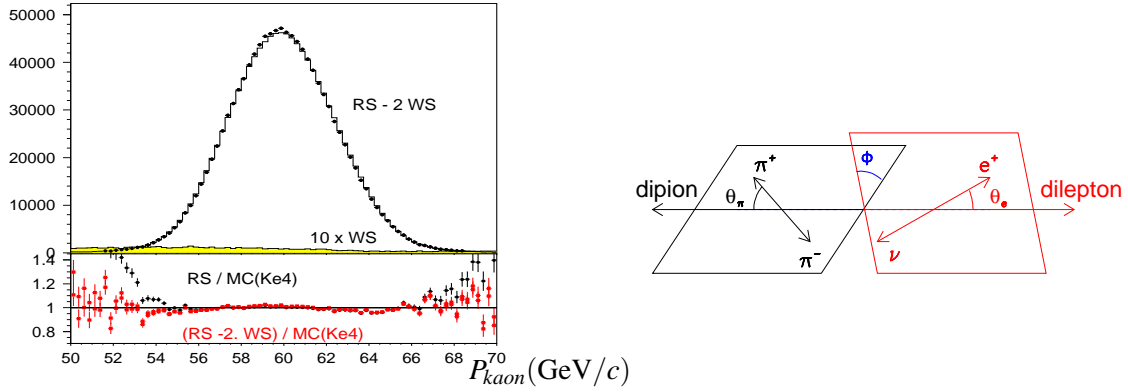 50000
40000
30000
20000
10000
0
RS - 2 WS
10 x WS
1.4
1.2
1
0.8
RS / MC(Ke4)
(RS -2. WS) / MC(Ke4)
50 52 54 56 58 60 62 64 66 68 70
P_kaon(GeV/c)
π+ ϕ e+
dipion θπ θe dilepton
π- ν